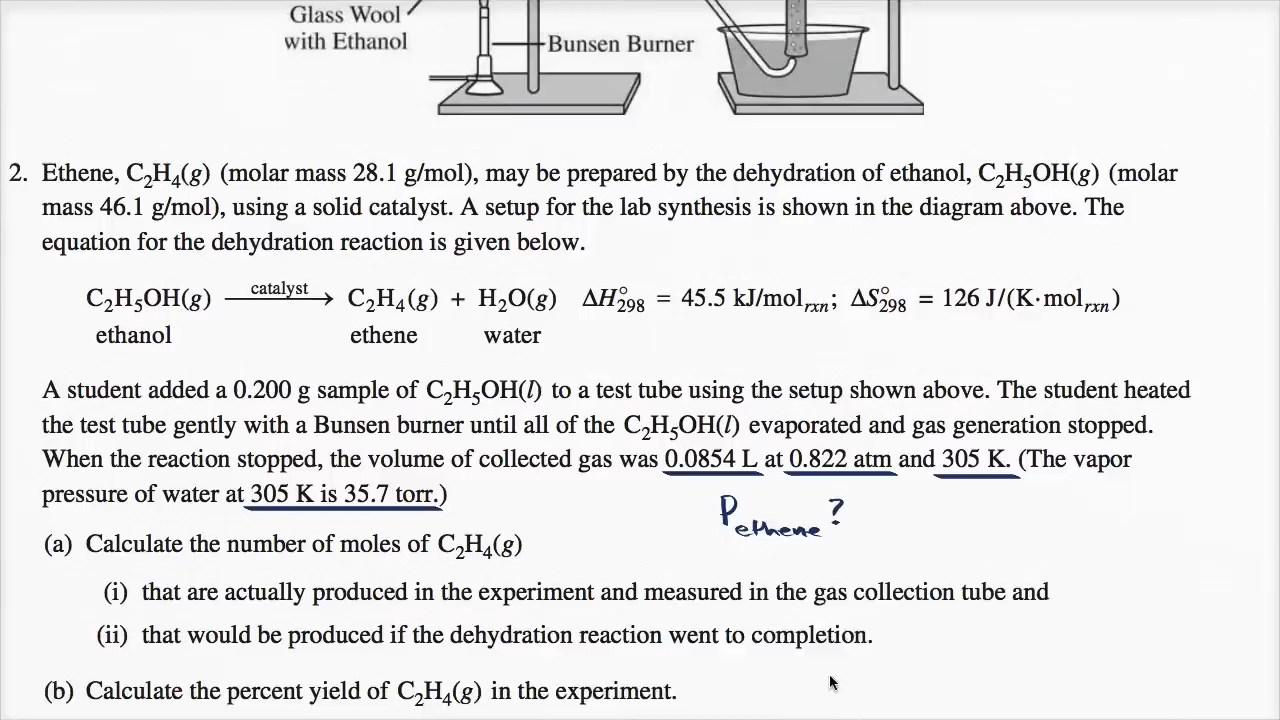 Glass Wool
with Ethanol
Bunsen Burner
2. Ethene, C₂H₄(g) (molar mass 28.1 g/mol), may be prepared by the dehydration of ethanol, C₂H₅OH(g) (molar
mass 46.1 g/mol), using a solid catalyst. A setup for the lab synthesis is shown in the diagram above. The
equation for the dehydration reaction is given below.
C₂H₅OH(g) catalyst → C₂H₄(g) + H₂O(g) ΔH°₂₉₈ = 45.5 kJ/molᵣₓₙ; ΔS°₂₉₈ = 126 J/(K·molᵣₓₙ)
ethanol ethene water
A student added a 0.200 g sample of C₂H₅OH(l) to a test tube using the setup shown above. The student heated
the test tube gently with a Bunsen burner until all of the C₂H₅OH(l) evaporated and gas generation stopped.
When the reaction stopped, the volume of collected gas was 0.0854 L at 0.822 atm and 305 K. (The vapor
pressure of water at 305 K is 35.7 torr.)
P ethene ?
(a) Calculate the number of moles of C₂H₄(g)
(i) that are actually produced in the experiment and measured in the gas collection tube and
(ii) that would be produced if the dehydration reaction went to completion.
(b) Calculate the percent yield of C₂H₄(g) in the experiment.